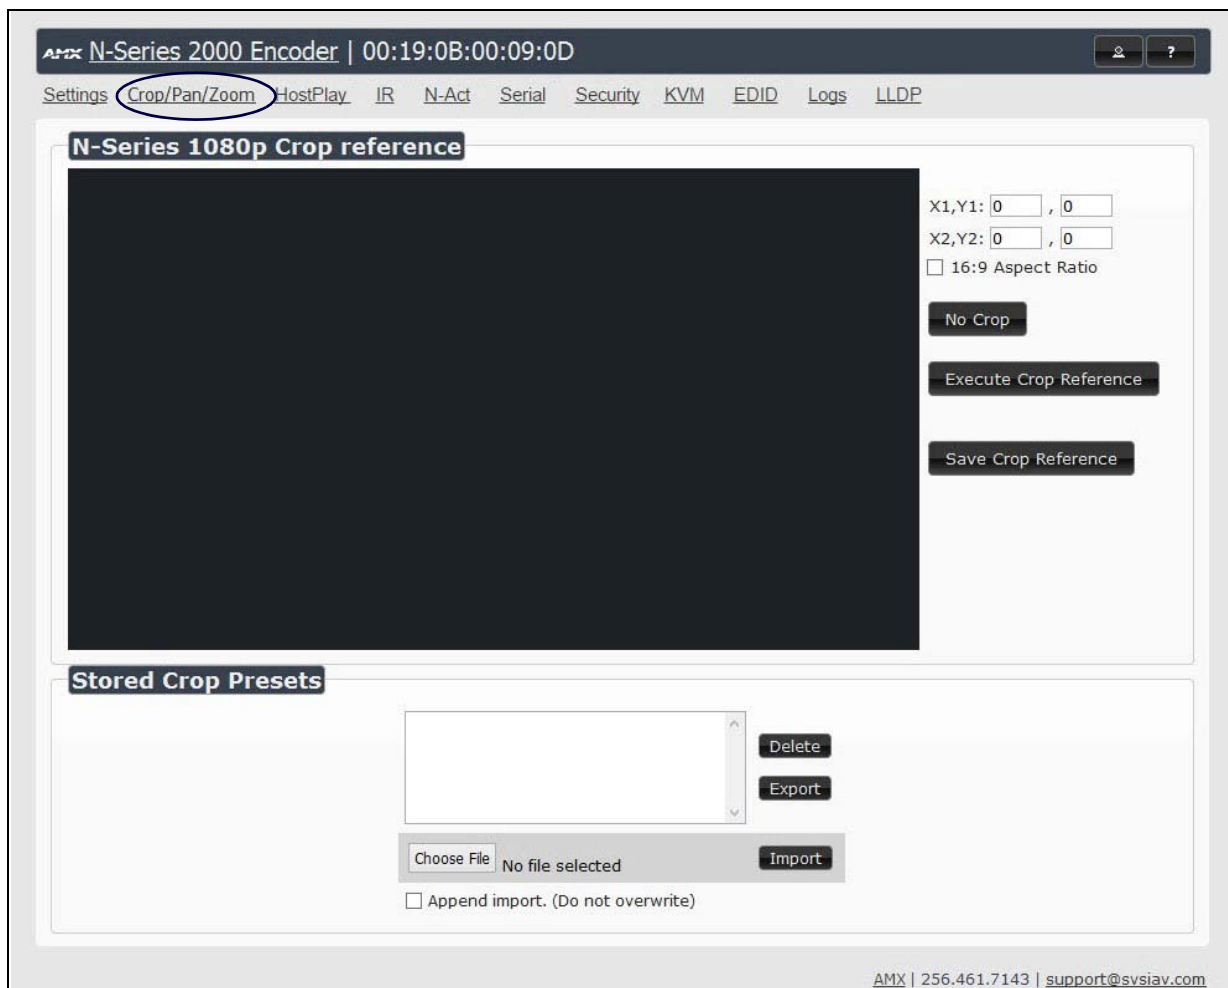 AMX N-Series 2000 Encoder | 00:19:0B:00:09:0D ?
Settings Crop/Pan/Zoom HostPlay IR N-Act Serial Security KVM EDID Logs LLDP
N-Series 1080p Crop reference
X1,Y1: 0 , 0
X2,Y2: 0 , 0
16:9 Aspect Ratio
No Crop
Execute Crop Reference
Save Crop Reference
Stored Crop Presets
Delete
Export
Choose File No file selected Import
Append import. (Do not overwrite)
AMX | 256.461.7143 | support@svsiav.com